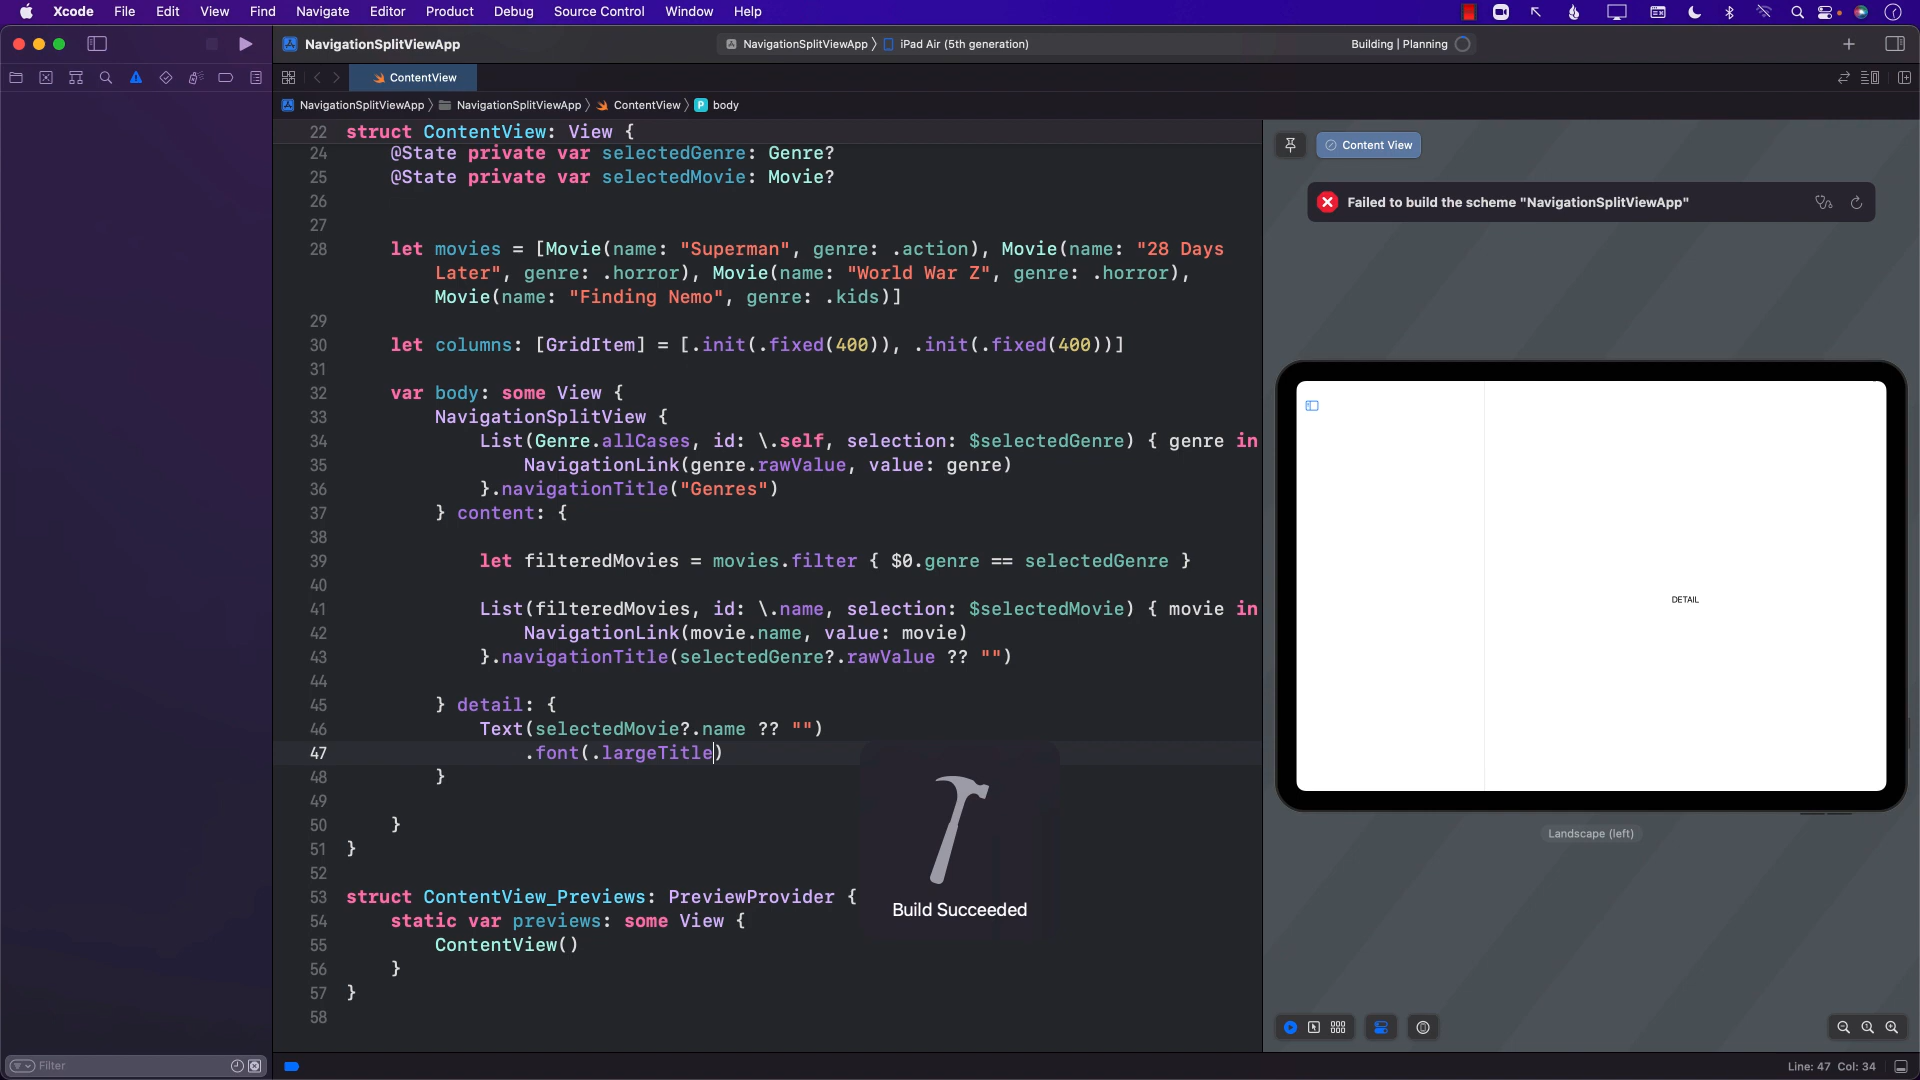 Xcode File Edit View Find Navigate Editor Product Debug Source Control Window Help
NavigationSplitViewApp
NavigationSplitViewApp 〉 iPad Air (5th generation)
Building | Planning
ContentView
NavigationSplitViewApp 〉 NavigationSplitViewApp 〉 ContentView 〉 P body
22 struct ContentView: View {
24 @State private var selectedGenre: Genre?
25 @State private var selectedMovie: Movie?
26
27
28 let movies = [Movie(name: "Superman", genre: .action), Movie(name: "28 Days
Later", genre: .horror), Movie(name: "World War Z", genre: .horror),
Movie(name: "Finding Nemo", genre: .kids)]
29
30 let columns: [GridItem] = [.init(.fixed(400)), .init(.fixed(400))]
31
32 var body: some View {
33 NavigationSplitView {
34 List(Genre.allCases, id: \.self, selection: $selectedGenre) { genre in
35 NavigationLink(genre.rawValue, value: genre)
36 }.navigationTitle("Genres")
37 } content: {
38
39 let filteredMovies = movies.filter { $0.genre == selectedGenre }
40
41 List(filteredMovies, id: \.name, selection: $selectedMovie) { movie in
42 NavigationLink(movie.name, value: movie)
43 }.navigationTitle(selectedGenre?.rawValue ?? "")
44
45 } detail: {
46 Text(selectedMovie?.name ?? "")
47 .font(.largeTitle)
48 }
49
50 }
51 }
52
53 struct ContentView_Previews: PreviewProvider {
54 static var previews: some View {
55 ContentView()
56 }
57 }
58
Build Succeeded
Content View
Failed to build the scheme "NavigationSplitViewApp"
DETAIL
Landscape (left)
Filter
Line: 47 Col: 34